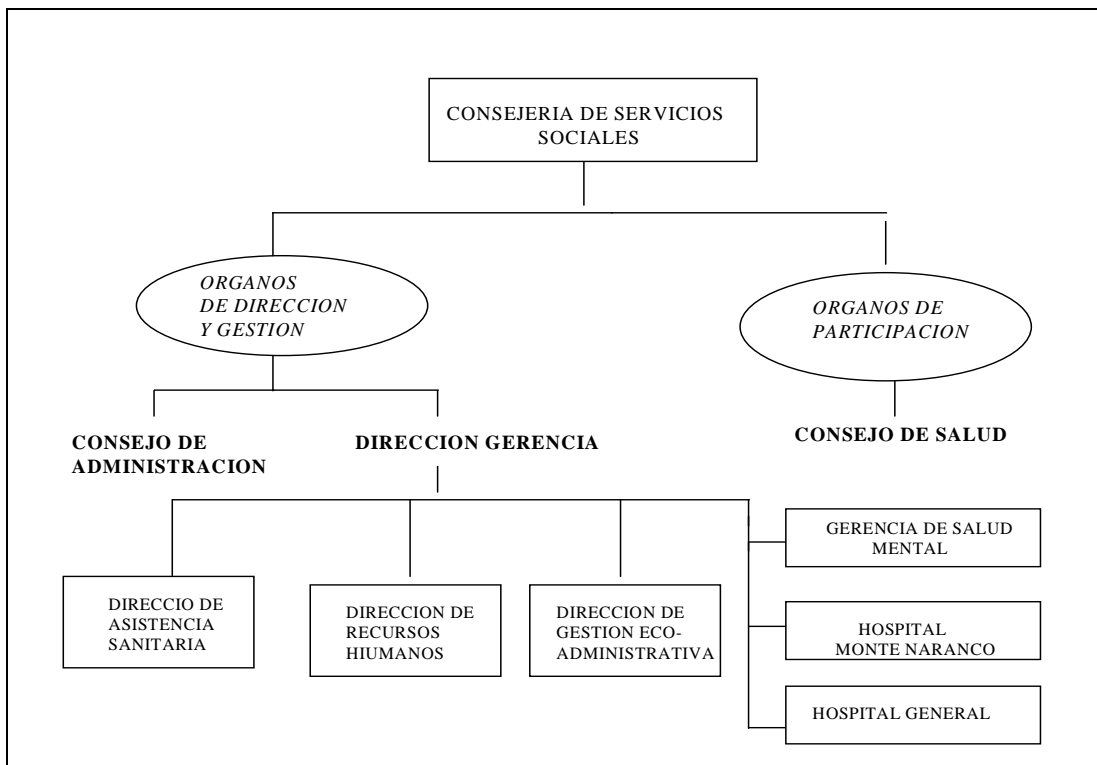 CONSEJERIA DE SERVICIOS
SOCIALES
ORGANOS
DE DIRECCION
Y GESTION
ORGANOS DE
PARTICIPACION
CONSEJO DE
ADMINISTRACION
DIRECCION GERENCIA
CONSEJO DE SALUD
GERENCIA DE SALUD
MENTAL
DIRECCIO DE
ASISTENCIA
SANITARIA
DIRECCION DE
RECURSOS
HIUMANOS
DIRECCION DE
GESTION ECO-
ADMINISTRATIVA
HOSPITAL
MONTE NARANCO
HOSPITAL GENERAL